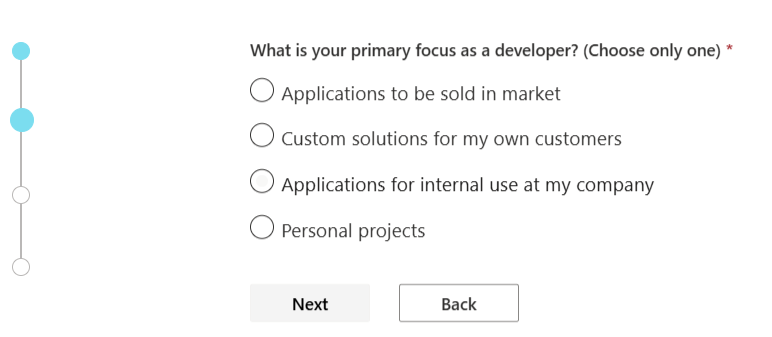 What is your primary focus as a developer? (Choose only one) *
Applications to be sold in market
Custom solutions for my own customers
Applications for internal use at my company
Personal projects
Next
Back